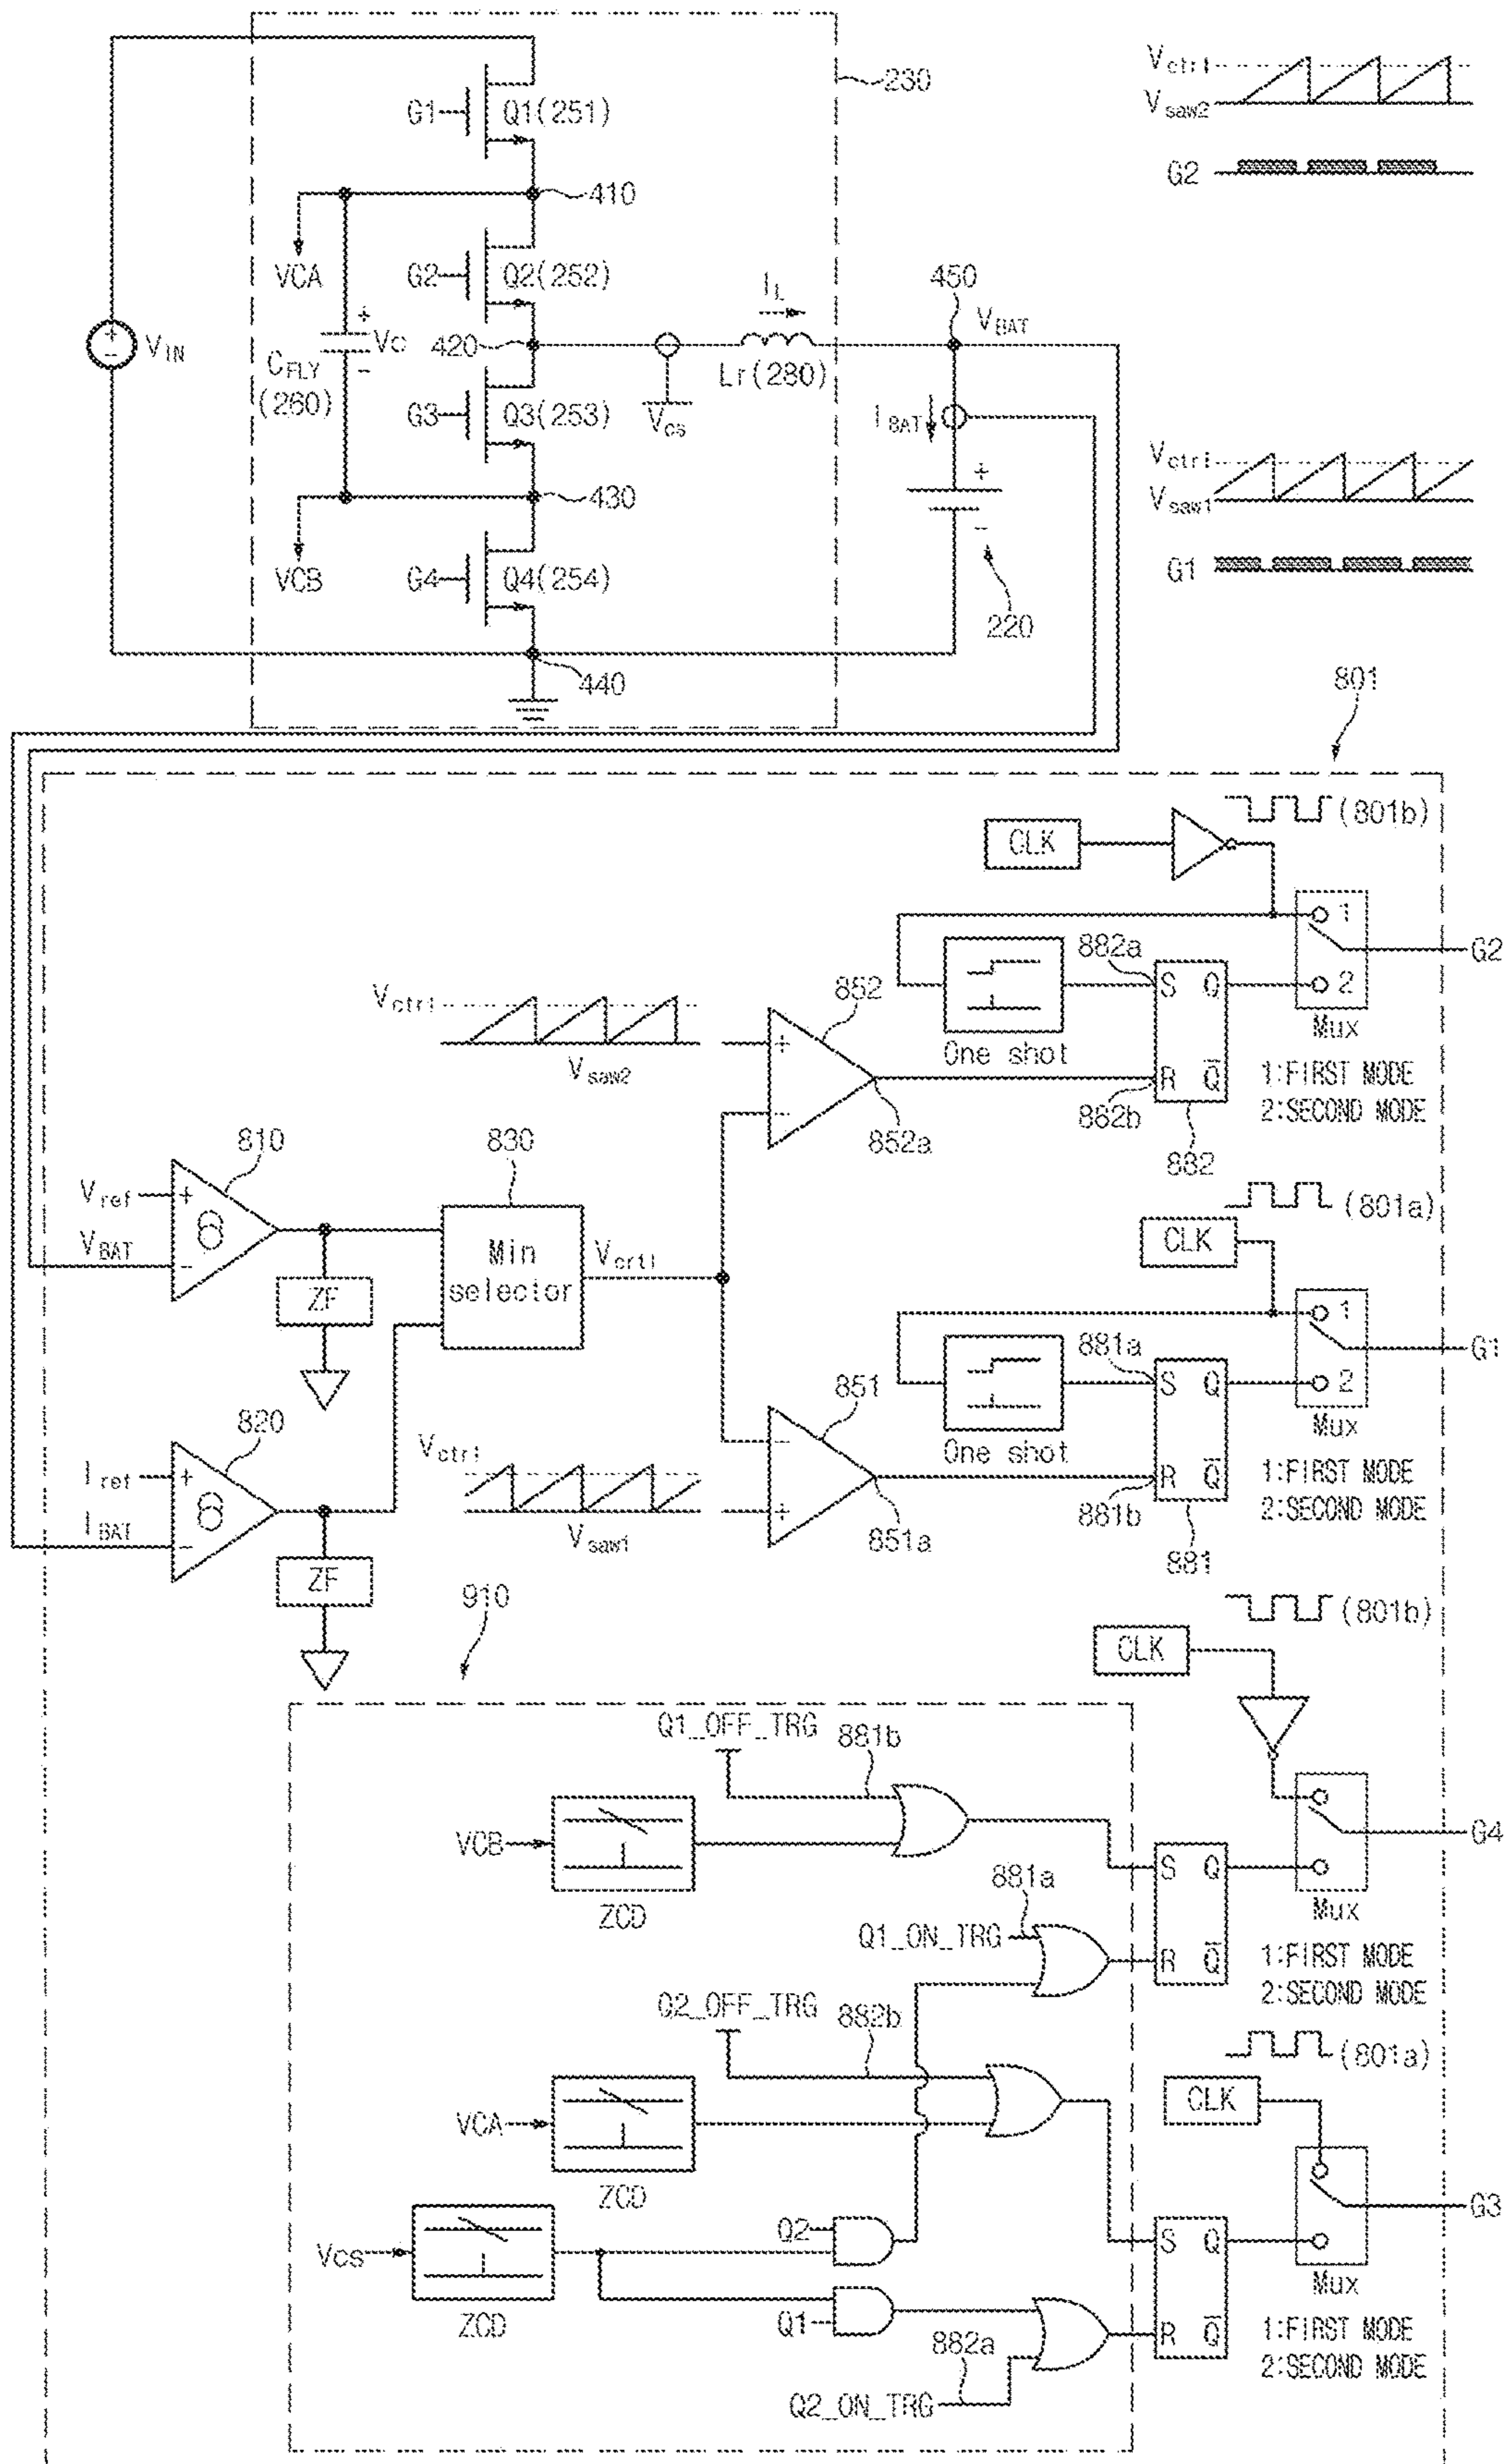 G1
Q1(251)
230
410
VCA
G2
Q2(252)
VIN
CFLY
(260)
+
Vc
-
420
IL
Lr(280)
Vcs
450
VBAT
G3
Q3(253)
IBAT
+
-
430
VCB
G4
Q4(254)
220
440
Vctrl
Vsaw2
G2
Vctrl
Vsaw1
G1
801
(801b)
CLK
1
G2
2
Mux
1:FIRST MODE
2:SECOND MODE
882a
S Q
One shot
R Q
882b
882
Vctrl
Vsaw2
852
+
-
852a
810
Vref
+
VBAT
-
ZF
830
Min
selector
Vcrtl
820
Iref
+
IBAT
-
ZF
Vctrl
Vsaw1
851
-
+
851a
(801a)
CLK
1
G1
2
Mux
1:FIRST MODE
2:SECOND MODE
881a
S Q
One shot
R Q
881b
881
910
(801b)
CLK
Q1_OFF_TRG
881b
VCB
ZCD
G4
S Q
Mux
881a
Q1_ON_TRG
R Q
1:FIRST MODE
2:SECOND MODE
Q2_OFF_TRG
882b
(801a)
CLK
VCA
ZCD
G3
Q2
S Q
Vcs
ZCD
Mux
Q1
882a
R Q
1:FIRST MODE
2:SECOND MODE
Q2_ON_TRG